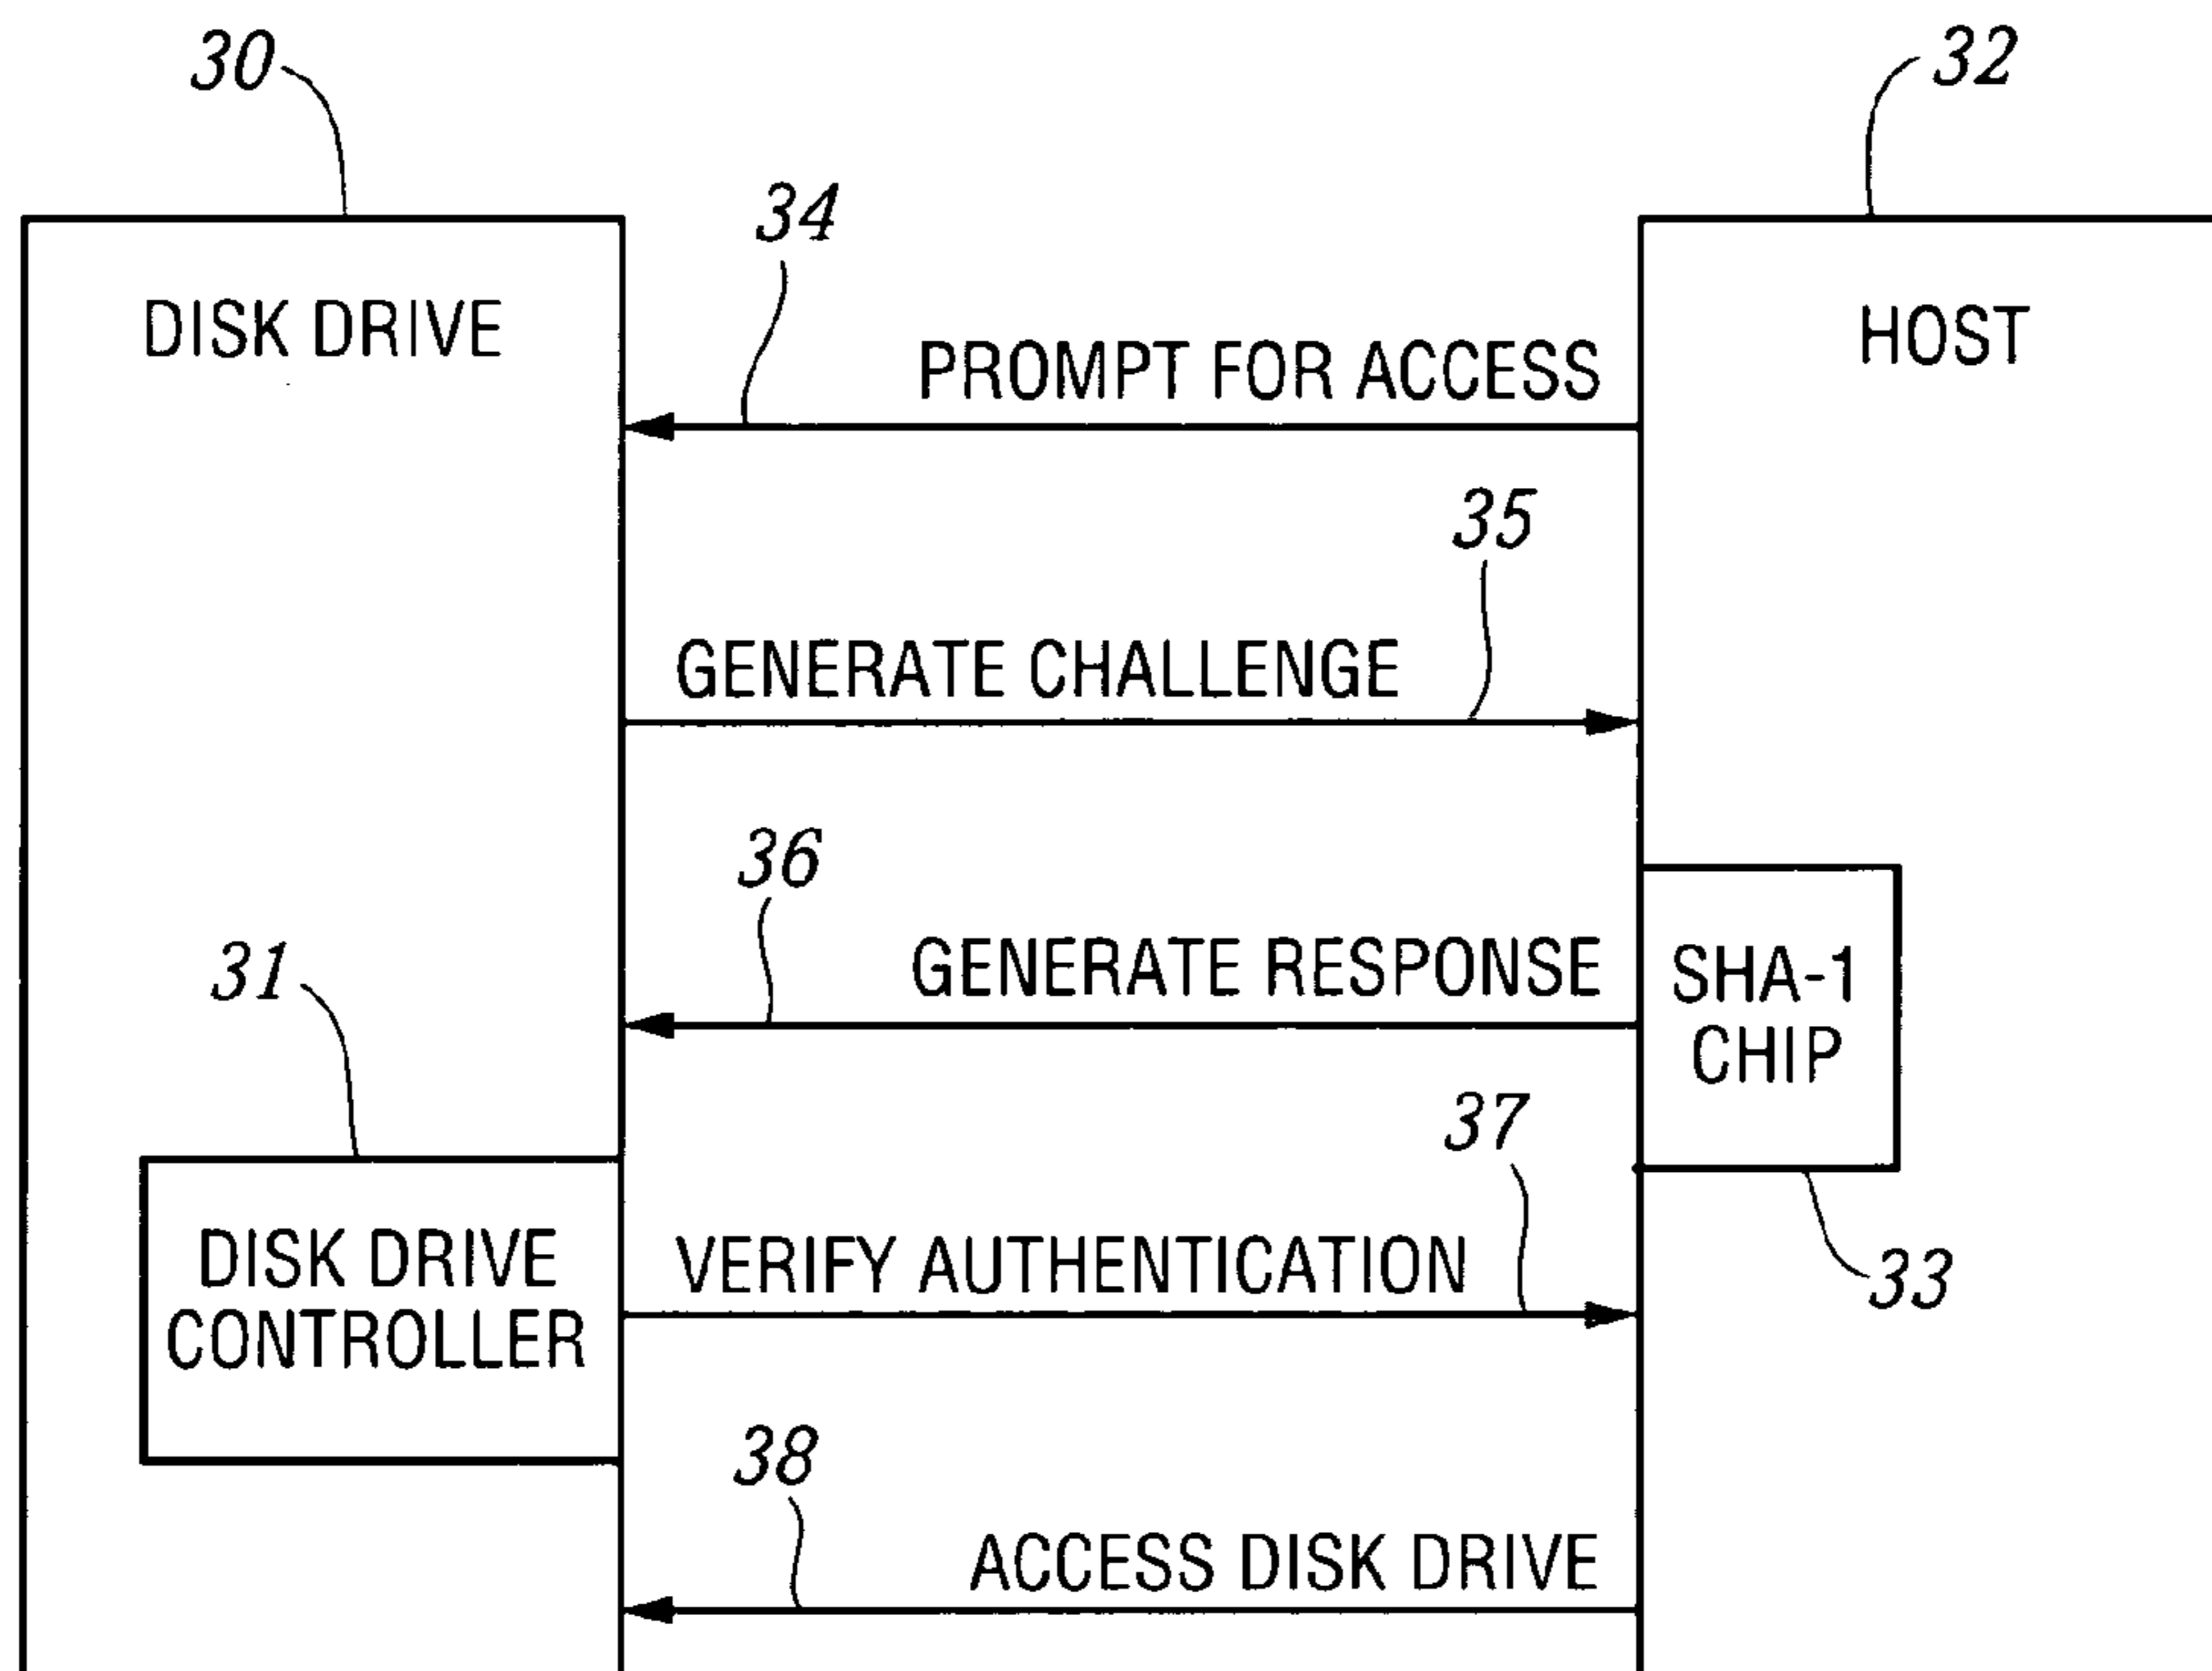 30
32
34
DISK DRIVE
HOST
PROMPT FOR ACCESS
35
GENERATE CHALLENGE
36
31
GENERATE RESPONSE
SHA-1
CHIP
37
DISK DRIVE
CONTROLLER
VERIFY AUTHENTICATION
33
38
ACCESS DISK DRIVE